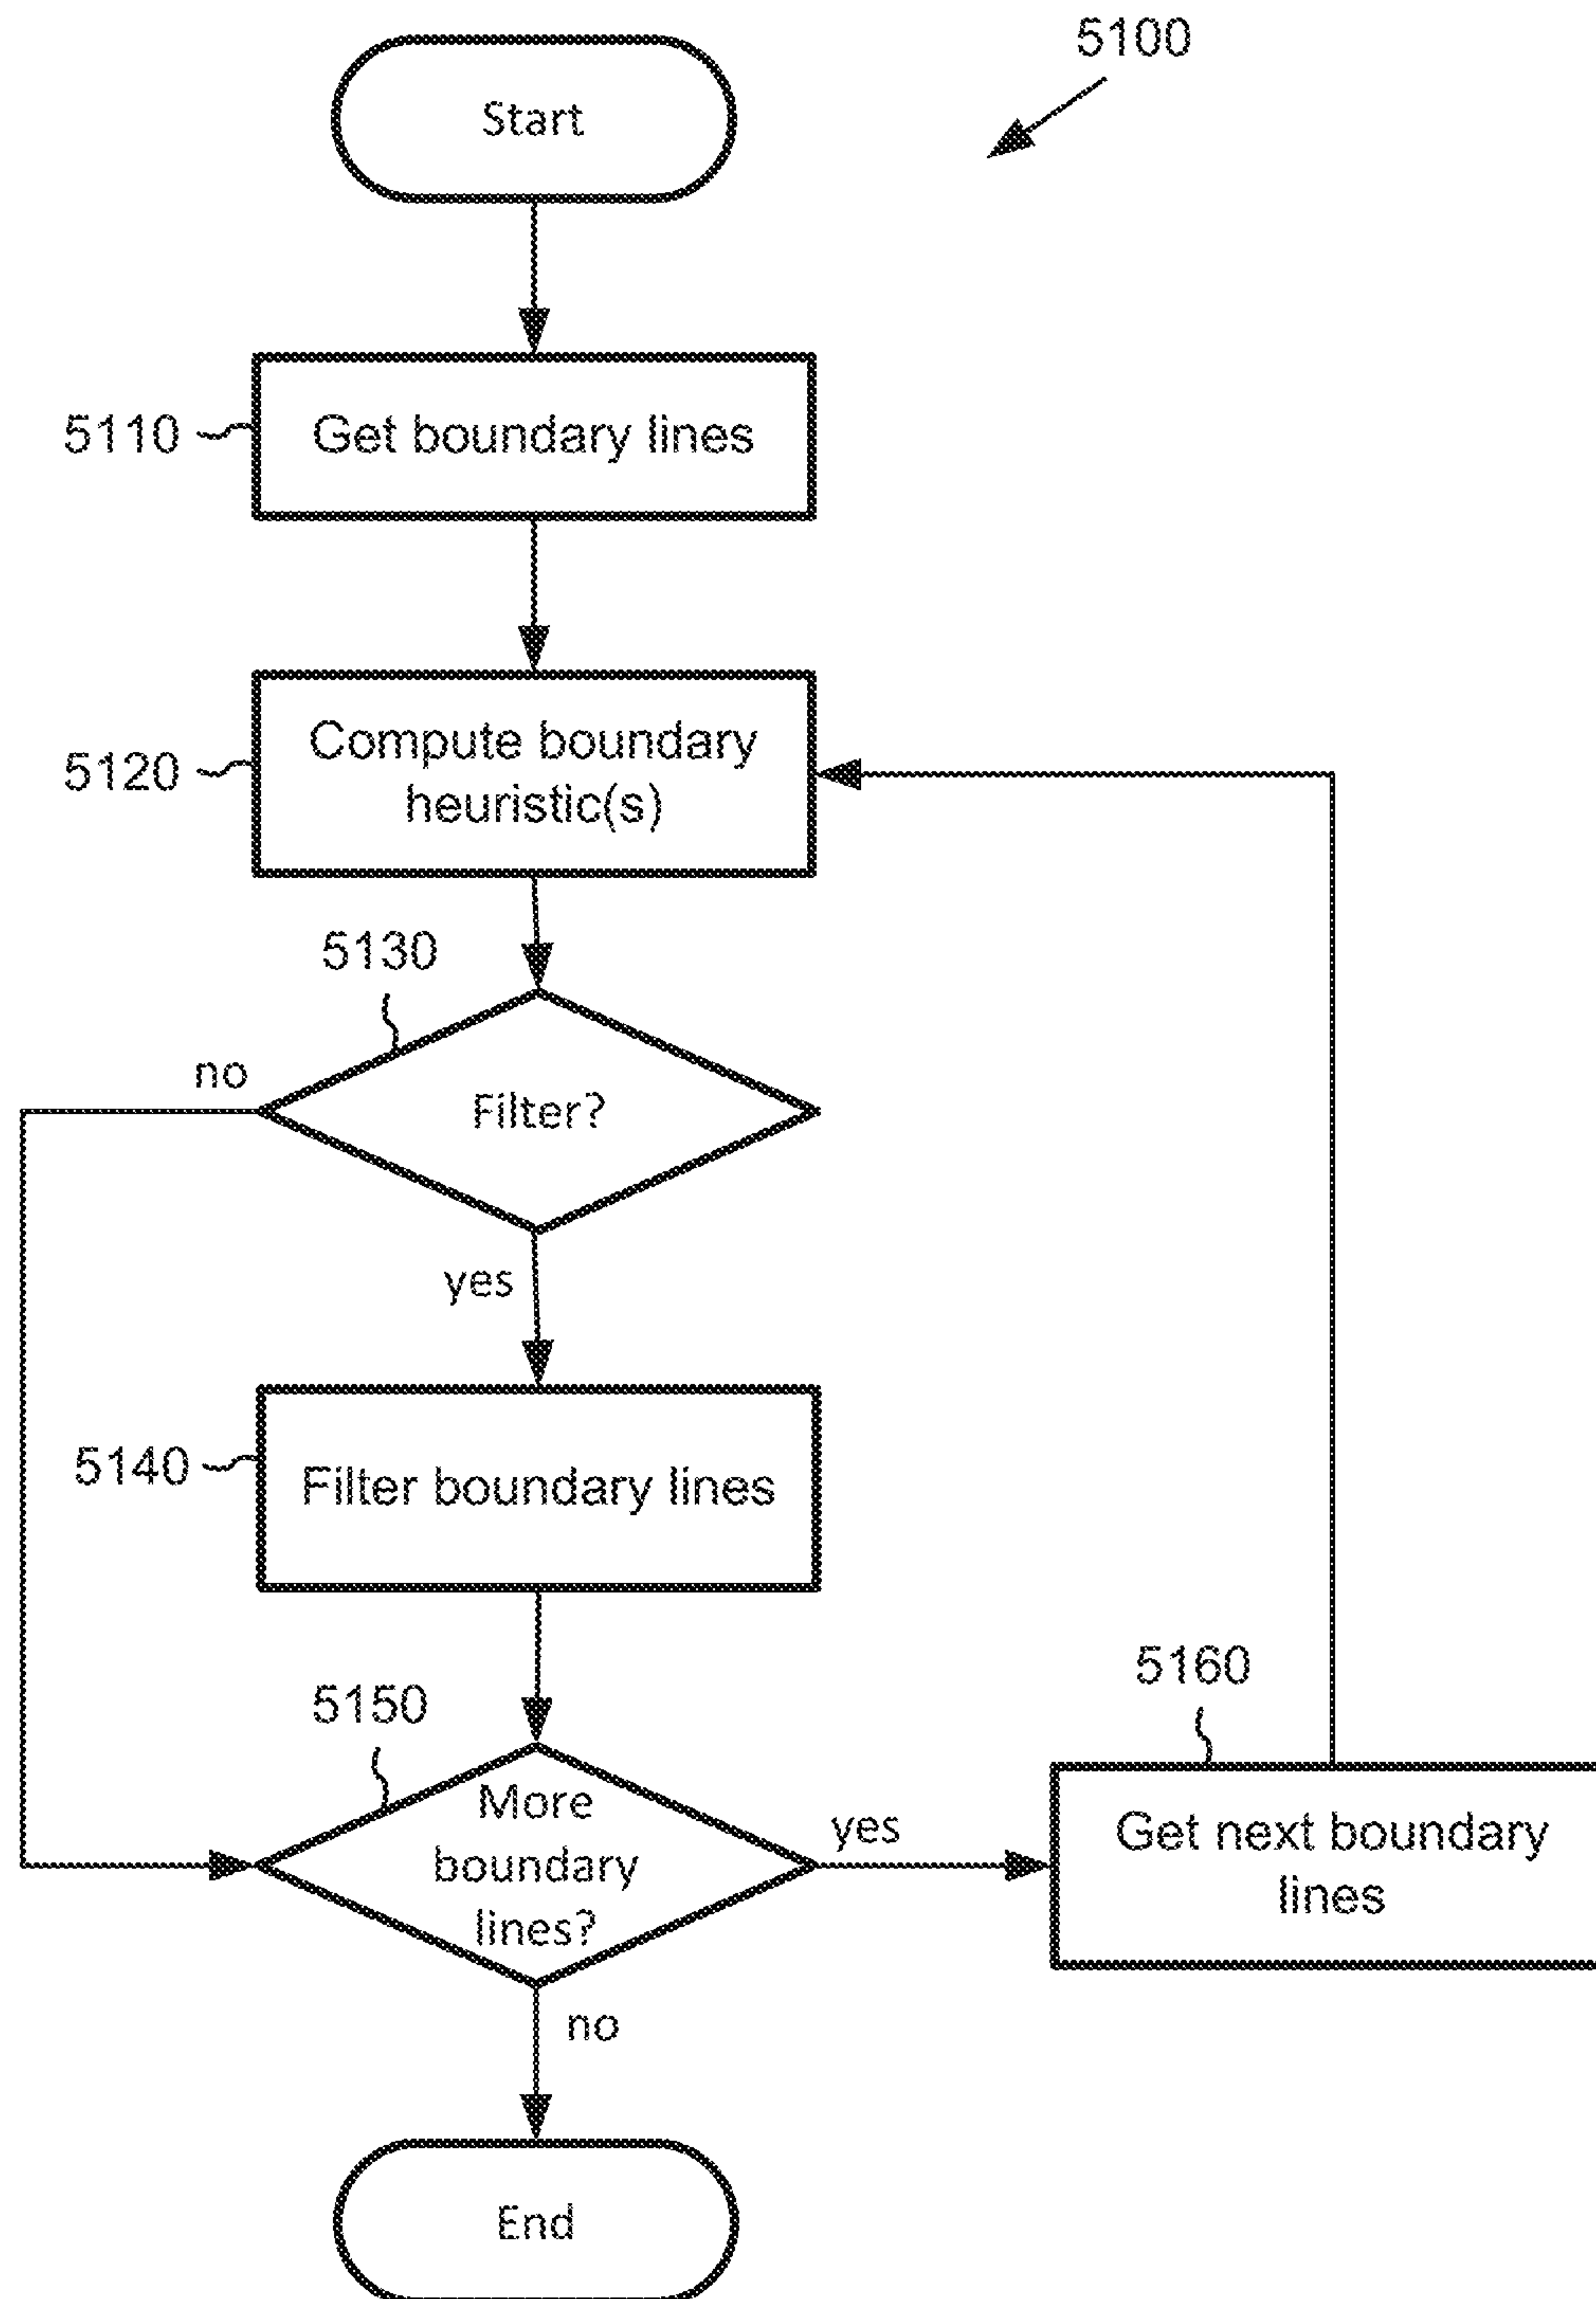 5100
Start
5110
Get boundary lines
5120
Compute boundary
heuristic(s)
5130
no
Filter?
yes
5140
Filter boundary lines
5150
More
boundary
lines?
yes
5160
Get next boundary
lines
no
End